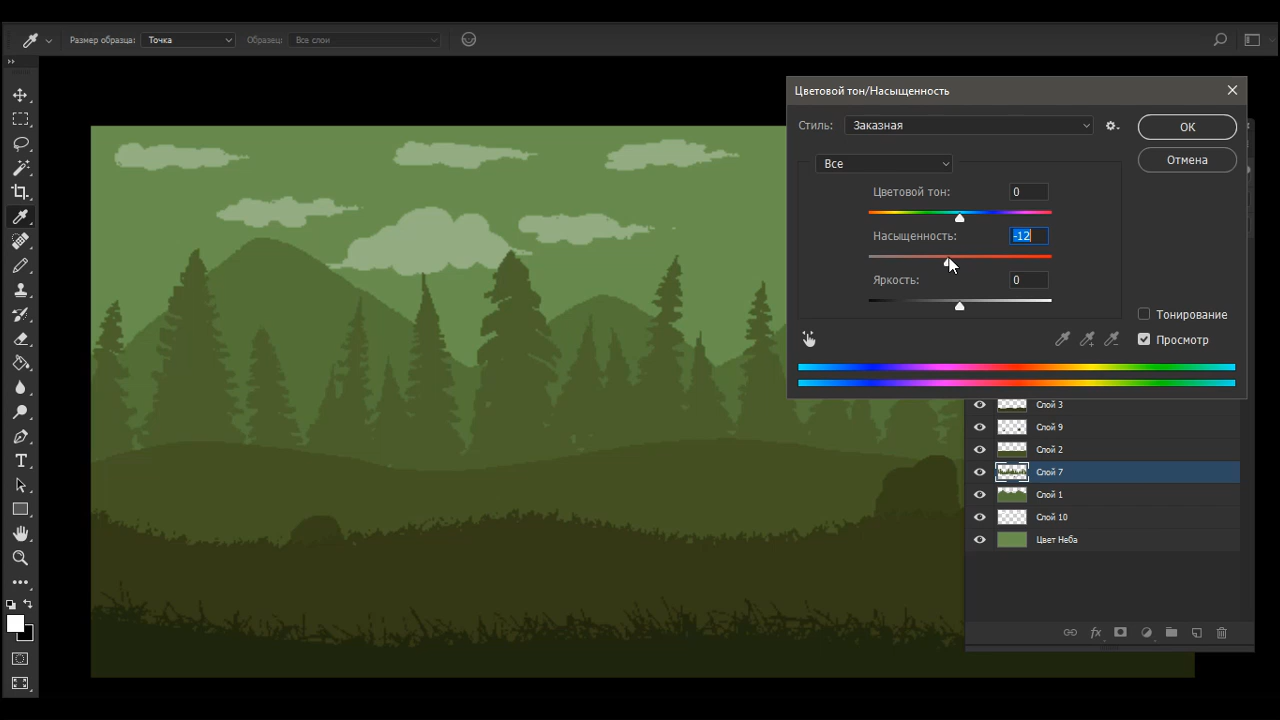 Размер образца: Точка Образец: Все слои
Цветовой тон/Насыщенность
Стиль: Заказная
OK
Все
Отмена
Цветовой тон: 0
Насыщенность: -12
Яркость: 0
Тонирование
Просмотр
Слой 3
Слой 9
Слой 2
Слой 7
Слой 1
Слой 10
Цвет Неба
fx